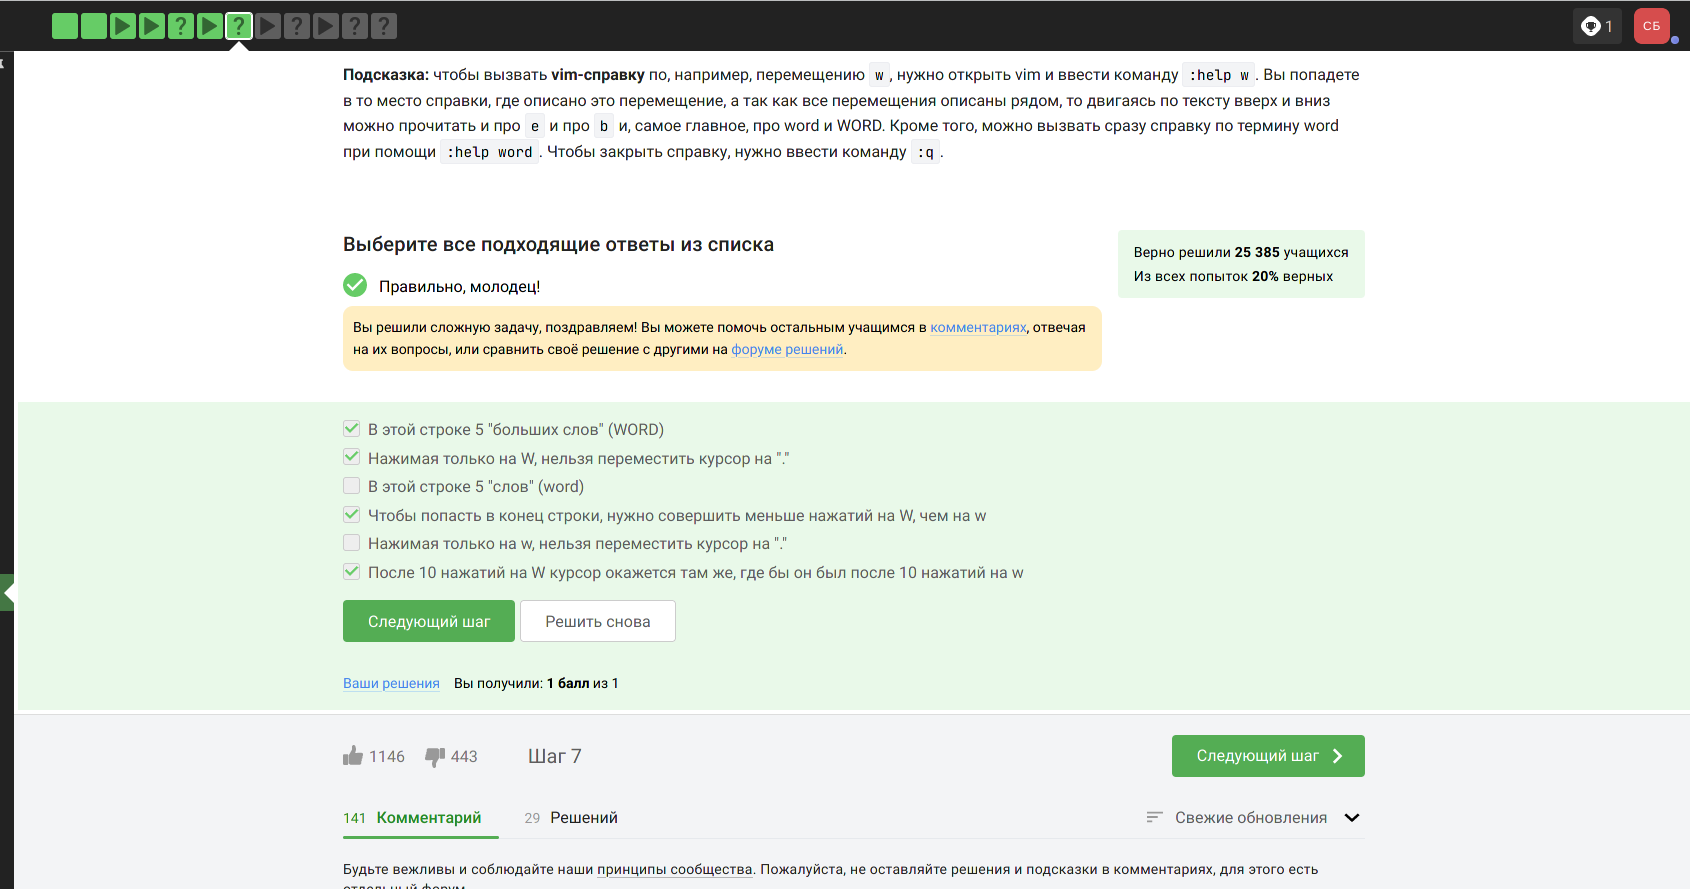 ? ? ? ? ?
1
СБ
Подсказка: чтобы вызвать vim-справку по, например, перемещению w, нужно открыть vim и ввести команду :help w. Вы попадете
в то место справки, где описано это перемещение, а так как все перемещения описаны рядом, то двигаясь по тексту вверх и вниз
можно прочитать и про e и про b и, самое главное, про word и WORD. Кроме того, можно вызвать сразу справку по термину word
при помощи :help word. Чтобы закрыть справку, нужно ввести команду :q.
Выберите все подходящие ответы из списка
Верно решили 25 385 учащихся
Из всех попыток 20% верных
Правильно, молодец!
Вы решили сложную задачу, поздравляем! Вы можете помочь остальным учащимся в комментариях, отвечая
на их вопросы, или сравнить своё решение с другими на форуме решений.
В этой строке 5 "больших слов" (WORD)
Нажимая только на W, нельзя переместить курсор на "."
В этой строке 5 "слов" (word)
Чтобы попасть в конец строки, нужно совершить меньше нажатий на W, чем на w
Нажимая только на w, нельзя переместить курсор на "."
После 10 нажатий на W курсор окажется там же, где бы он был после 10 нажатий на w
Следующий шаг
Решить снова
Ваши решения Вы получили: 1 балл из 1
1146 443 Шаг 7
Следующий шаг
141 Комментарий 29 Решений
Свежие обновления
Будьте вежливы и соблюдайте наши принципы сообщества. Пожалуйста, не оставляйте решения и подсказки в комментариях, для этого есть
отдельный форум.